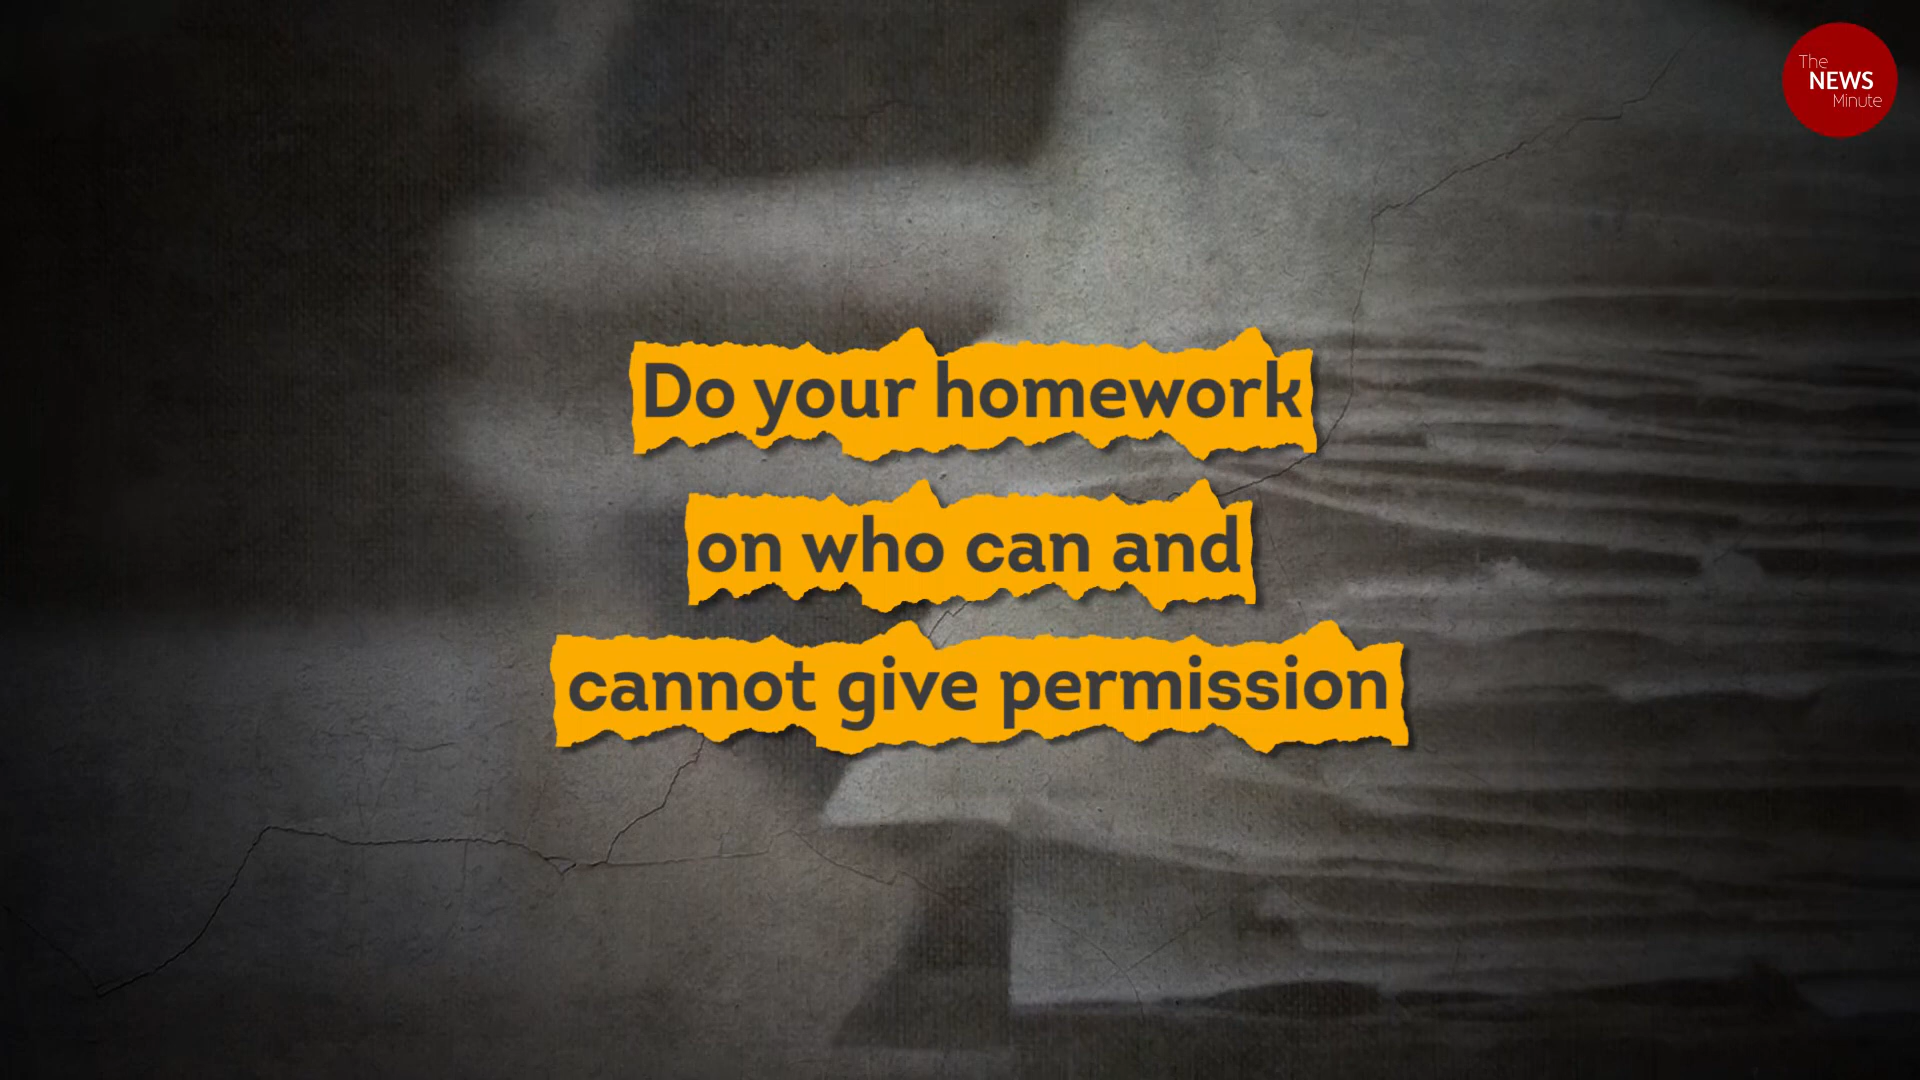 The
NEWS
Minute
Do your homework
on who can and
cannot give permission